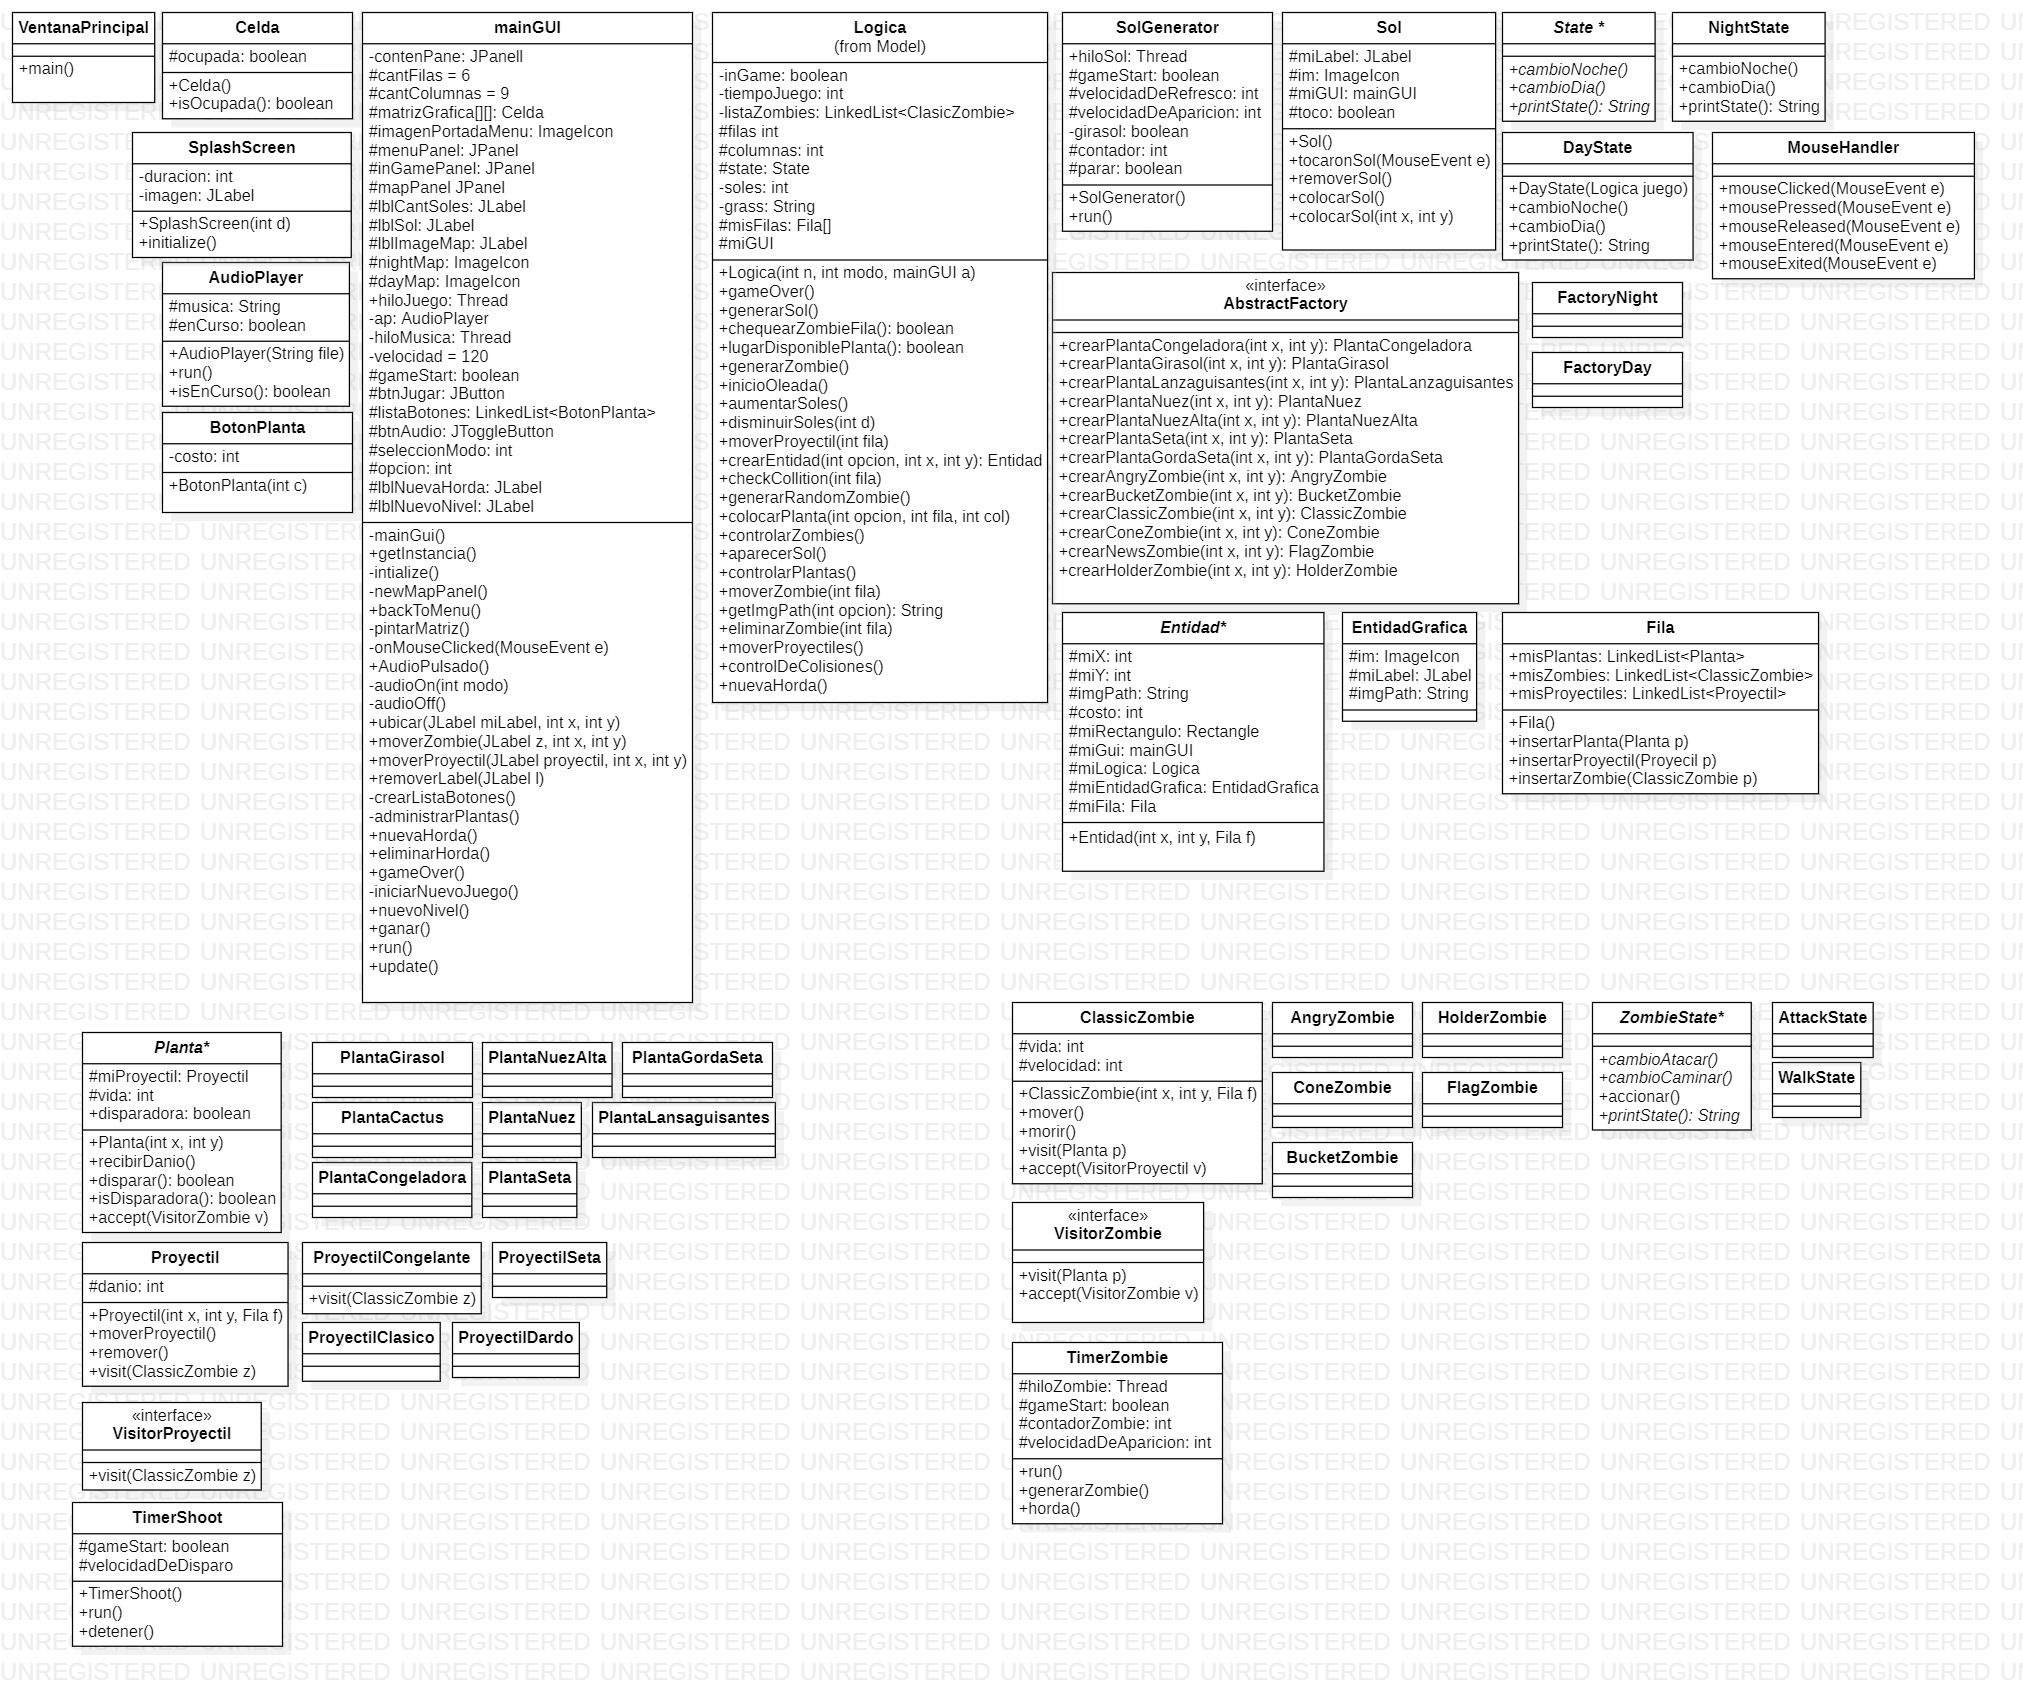 VentanaPrincipal
+main()
Celda
#ocupada: boolean
+Celda()
+isOcupada(): boolean
SplashScreen
-duracion: int
-imagen: JLabel
+SplashScreen(int d)
+initialize()
AudioPlayer
#musica: String
#enCurso: boolean
+AudioPlayer(String file)
+run()
+isEnCurso(): boolean
BotonPlanta
-costo: int
+BotonPlanta(int c)
mainGUI
-contenPane: JPanell
#cantFilas = 6
#cantColumnas = 9
#matrizGrafica[][]: Celda
#imagenPortadaMenu: ImageIcon
#menuPanel: JPanel
#inGamePanel: JPanel
#mapPanel JPanel
#lblCantSoles: JLabel
#lblSol: JLabel
#lblImageMap: JLabel
#nightMap: ImageIcon
#dayMap: ImageIcon
+hiloJuego: Thread
-ap: AudioPlayer
-hiloMusica: Thread
-velocidad = 120
#gameStart: boolean
#btnJugar: JButton
#listaBotones: LinkedList<BotonPlanta>
#btnAudio: JToggleButton
#seleccionModo: int
#opcion: int
#lblNuevaHorda: JLabel
#lblNuevoNivel: JLabel
-mainGui()
+getInstancia()
-intialize()
-newMapPanel()
+backToMenu()
-pintarMatriz()
-onMouseClicked(MouseEvent e)
+AudioPulsado()
-audioOn(int modo)
-audioOff()
+ubicar(JLabel miLabel, int x, int y)
+moverZombie(JLabel z, int x, int y)
+moverProyectil(JLabel proyectil, int x, int y)
+removerLabel(JLabel l)
-crearListaBotones()
-administrarPlantas()
+nuevaHorda()
+eliminarHorda()
+gameOver()
-iniciarNuevoJuego()
+nuevoNivel()
+ganar()
+run()
+update()
Logica
(from Model)
-inGame: boolean
-tiempoJuego: int
-listaZombies: LinkedList<ClasicZombie>
#filas int
#columnas: int
#state: State
-soles: int
-grass: String
#misFilas: Fila[]
#miGUI
+Logica(int n, int modo, mainGUI a)
+gameOver()
+generarSol()
+chequearZombieFila(): boolean
+lugarDisponiblePlanta(): boolean
+generarZombie()
+inicioOleada()
+aumentarSoles()
+disminuirSoles(int d)
+moverProyectil(int fila)
+crearEntidad(int opcion, int x, int y): Entidad
+checkCollition(int fila)
+generarRandomZombie()
+colocarPlanta(int opcion, int fila, int col)
+controlarZombies()
+aparecerSol()
+controlarPlantas()
+moverZombie(int fila)
+getImgPath(int opcion): String
+eliminarZombie(int fila)
+moverProyectiles()
+controlDeColisiones()
+nuevaHorda()
SolGenerator
+hiloSol: Thread
#gameStart: boolean
#velocidadDeRefresco: int
#velocidadDeAparicion: int
-girasol: boolean
#contador: int
#parar: boolean
+SolGenerator()
+run()
Sol
#miLabel: JLabel
#im: ImageIcon
#miGUI: mainGUI
#toco: boolean
+Sol()
+tocaronSol(MouseEvent e)
+removerSol()
+colocarSol()
+colocarSol(int x, int y)
State *
+cambioNoche()
+cambioDia()
+printState(): String
NightState
+cambioNoche()
+cambioDia()
+printState(): String
DayState
+DayState(Logica juego)
+cambioNoche()
+cambioDia()
+printState(): String
MouseHandler
+mouseClicked(MouseEvent e)
+mousePressed(MouseEvent e)
+mouseReleased(MouseEvent e)
+mouseEntered(MouseEvent e)
+mouseExited(MouseEvent e)
«interface»
AbstractFactory
+crearPlantaCongeladora(int x, int y): PlantaCongeladora
+crearPlantaGirasol(int x, int y): PlantaGirasol
+crearPlantaLanzaguisantes(int x, int y): PlantaLanzaguisantes
+crearPlantaNuez(int x, int y): PlantaNuez
+crearPlantaNuezAlta(int x, int y): PlantaNuezAlta
+crearPlantaSeta(int x, int y): PlantaSeta
+crearPlantaGordaSeta(int x, int y): PlantaGordaSeta
+crearAngryZombie(int x, int y): AngryZombie
+crearBucketZombie(int x, int y): BucketZombie
+crearClassicZombie(int x, int y): ClassicZombie
+crearConeZombie(int x, int y): ConeZombie
+crearNewsZombie(int x, int y): FlagZombie
+crearHolderZombie(int x, int y): HolderZombie
FactoryNight
FactoryDay
Entidad*
#miX: int
#miY: int
#imgPath: String
#costo: int
#miRectangulo: Rectangle
#miGui: mainGUI
#miLogica: Logica
#miEntidadGrafica: EntidadGrafica
#miFila: Fila
+Entidad(int x, int y, Fila f)
EntidadGrafica
#im: ImageIcon
#miLabel: JLabel
#imgPath: String
Fila
+misPlantas: LinkedList<Planta>
+misZombies: LinkedList<ClassicZombie>
+misProyectiles: LinkedList<Proyectil>
+Fila()
+insertarPlanta(Planta p)
+insertarProyectil(Proyecil p)
+insertarZombie(ClassicZombie p)
Planta*
#miProyectil: Proyectil
#vida: int
+disparadora: boolean
+Planta(int x, int y)
+recibirDanio()
+disparar(): boolean
+isDisparadora(): boolean
+accept(VisitorZombie v)
PlantaGirasol
PlantaNuezAlta
PlantaGordaSeta
PlantaCactus
PlantaNuez
PlantaLansaguisantes
PlantaCongeladora
PlantaSeta
Proyectil
#danio: int
+Proyectil(int x, int y, Fila f)
+moverProyectil()
+remover()
+visit(ClassicZombie z)
ProyectilCongelante
+visit(ClassicZombie z)
ProyectilSeta
ProyectilClasico
ProyectilDardo
«interface»
VisitorProyectil
+visit(ClassicZombie z)
TimerShoot
#gameStart: boolean
#velocidadDeDisparo
+TimerShoot()
+run()
+detener()
ClassicZombie
#vida: int
#velocidad: int
+ClassicZombie(int x, int y, Fila f)
+mover()
+morir()
+visit(Planta p)
+accept(VisitorProyectil v)
AngryZombie
HolderZombie
ConeZombie
FlagZombie
BucketZombie
ZombieState*
+cambioAtacar()
+cambioCaminar()
+accionar()
+printState(): String
AttackState
WalkState
«interface»
VisitorZombie
+visit(Planta p)
+accept(VisitorZombie v)
TimerZombie
#hiloZombie: Thread
#gameStart: boolean
#contadorZombie: int
#velocidadDeAparicion: int
+run()
+generarZombie()
+horda()
UNREGISTERED